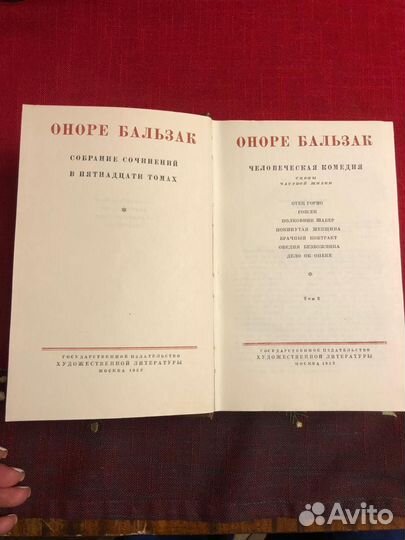 ОНОРЕ БАЛЬЗАК
СОБРАНИЕ СОЧИНЕНИЙ
В ПЯТНАДЦАТИ ТОМАХ
*
ГОСУДАРСТВЕННОЕ ИЗДАТЕЛЬСТВО
ХУДОЖЕСТВЕННОЙ ЛИТЕРАТУРЫ
МОСКВА
ОНОРЕ БАЛЬЗАК
ЧЕЛОВЕЧЕСКАЯ КОМЕДИЯ
СЦЕНЫ
ЧАСТНОЙ ЖИЗНИ
ОТЕЦ ГОРИО
ГОБСЕК
ПОЛКОВНИК ШАБЕР
ПОКИНУТАЯ ЖЕНЩИНА
БРАЧНЫЙ КОНТРАКТ
ОБЕДНЯ БЕЗБОЖНИКА
ДЕЛО ОБ ОПЕКЕ
*
Том
ГОСУДАРСТВЕННОЕ ИЗДАТЕЛЬСТВО
ХУДОЖЕСТВЕННОЙ ЛИТЕРАТУРЫ
МОСКВА
Avito